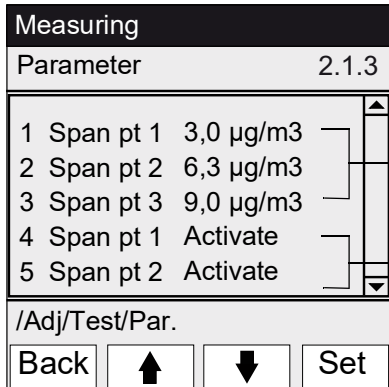 Measuring
Parameter 2.1.3
1 Span pt 1 3,0 µg/m3
2 Span pt 2 6,3 µg/m3
3 Span pt 3 9,0 µg/m3
4 Span pt 1 Activate
5 Span pt 2 Activate
/Adj/Test/Par.
Back Set